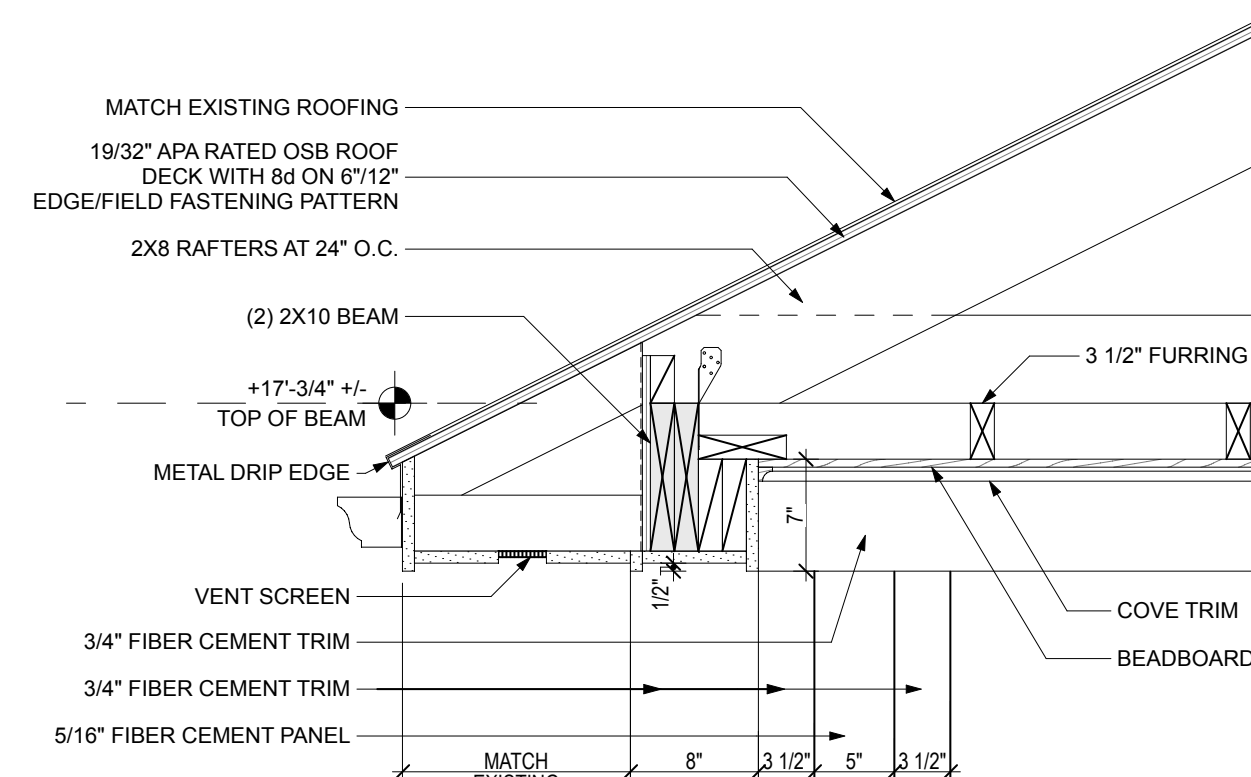 MATCH EXISTING ROOFING
19/32" APA RATED OSB ROOF
DECK WITH 8d ON 6"/12"
EDGE/FIELD FASTENING PATTERN
2X8 RAFTERS AT 24" O.C.
(2) 2X10 BEAM
3 1/2" FURRING
+17'-3/4" +/-
TOP OF BEAM
METAL DRIP EDGE
7"
1/2"
VENT SCREEN
COVE TRIM
3/4" FIBER CEMENT TRIM
BEADBOARD
3/4" FIBER CEMENT TRIM
5/16" FIBER CEMENT PANEL
MATCH
EXISTING
8"
3 1/2"
5"
3 1/2"